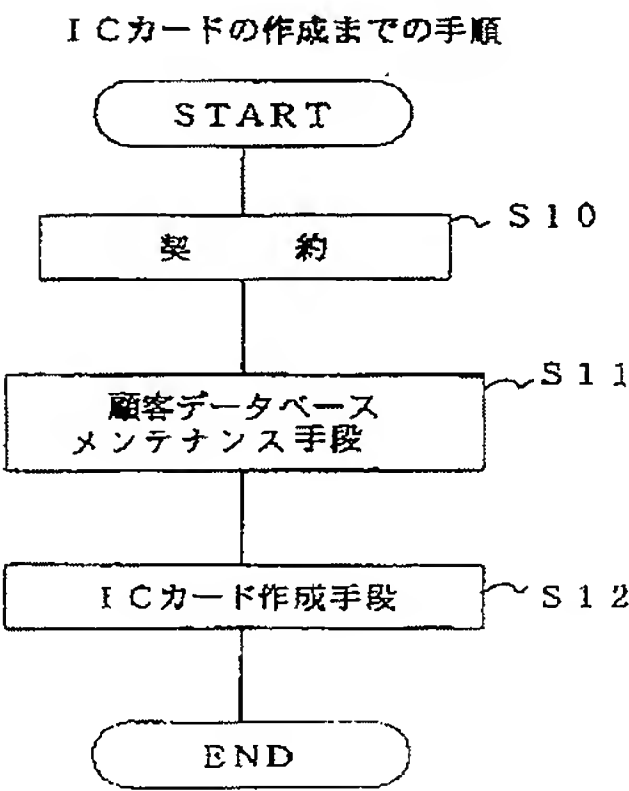 ＩＣカードの作成までの手順
ＳＴＡＲＴ
契　　約
Ｓ１０
顧客データベース
メンテナンス手段
Ｓ１１
ＩＣカード作成手段
Ｓ１２
ＥＮＤ